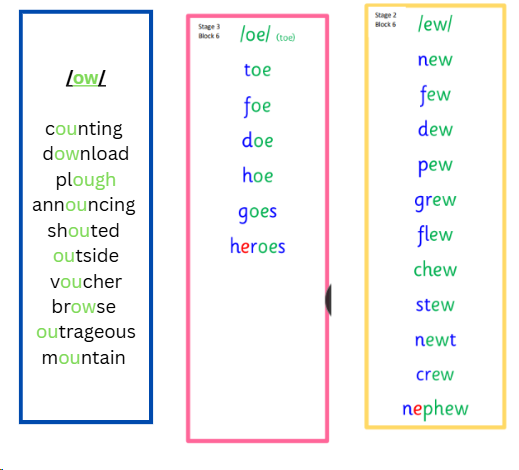 /ow/
counting
download
plough
announcing
shouted
outside
voucher
browse
outrageous
mountain
Stage 3
Block 6
/oe/ (toe)
toe
foe
doe
hoe
goes
heroes
Stage 2
Block 6
/ew/
new
few
dew
pew
grew
flew
chew
stew
newt
crew
nephew